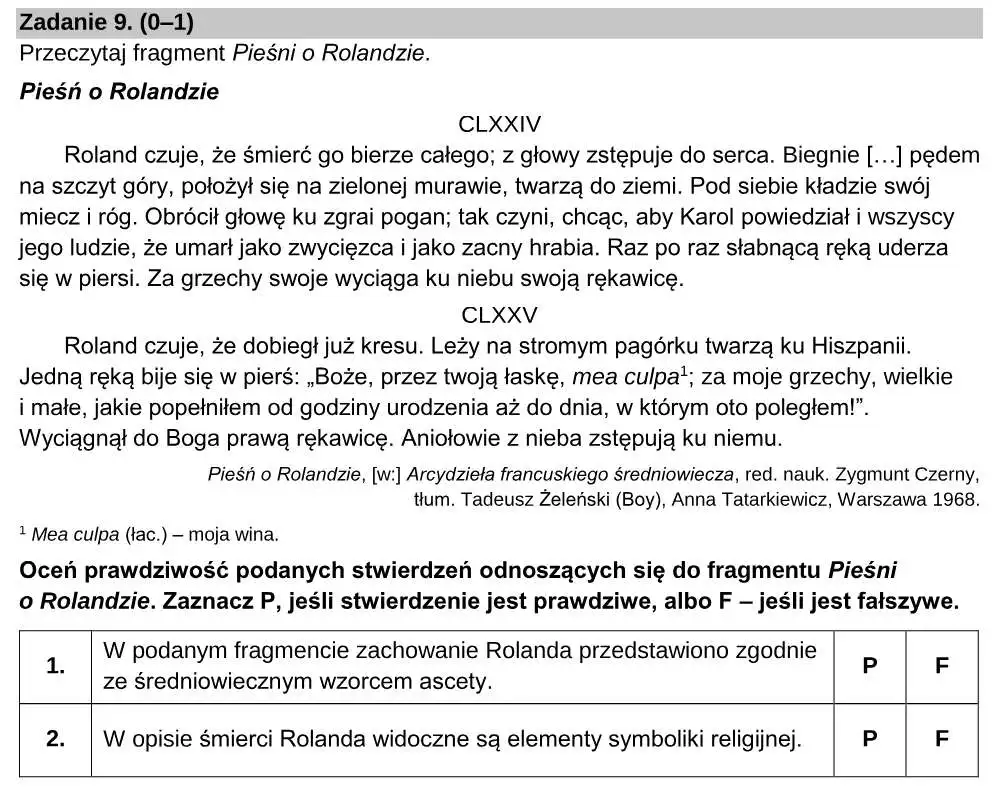 Zadanie 9. (0–1)
Przeczytaj fragment Pieśni o Rolandzie.
Pieśń o Rolandzie
CLXXIV
Roland czuje, że śmierć go bierze całego; z głowy zstępuje do serca. Biegnie […] pędem
na szczyt góry, położył się na zielonej murawie, twarzą do ziemi. Pod siebie kładzie swój
miecz i róg. Obrócił głowę ku zgrai pogan; tak czyni, chcąc, aby Karol powiedział i wszyscy
jego ludzie, że umarł jako zwycięzca i jako zacny hrabia. Raz po raz słabnącą ręką uderza
się w piersi. Za grzechy swoje wyciąga ku niebu swoją rękawicę.
CLXXV
Roland czuje, że dobiegł już kresu. Leży na stromym pagórku twarzą ku Hiszpanii.
Jedną ręką bije się w pierś: „Boże, przez twoją łaskę, mea culpa¹; za moje grzechy, wielkie
i małe, jakie popełniłem od godziny urodzenia aż do dnia, w którym oto poległem!”.
Wyciągnął do Boga prawą rękawicę. Aniołowie z nieba zstępują ku niemu.
Pieśń o Rolandzie, [w:] Arcydzieła francuskiego średniowiecza, red. nauk. Zygmunt Czerny,
tłum. Tadeusz Żeleński (Boy), Anna Tatarkiewicz, Warszawa 1968.
¹ Mea culpa (łac.) – moja wina.
Oceń prawdziwość podanych stwierdzeń odnoszących się do fragmentu Pieśni
o Rolandzie. Zaznacz P, jeśli stwierdzenie jest prawdziwe, albo F – jeśli jest fałszywe.
1. W podanym fragmencie zachowanie Rolanda przedstawiono zgodnie
ze średniowiecznym wzorcem ascety. P F
2. W opisie śmierci Rolanda widoczne są elementy symboliki religijnej. P F